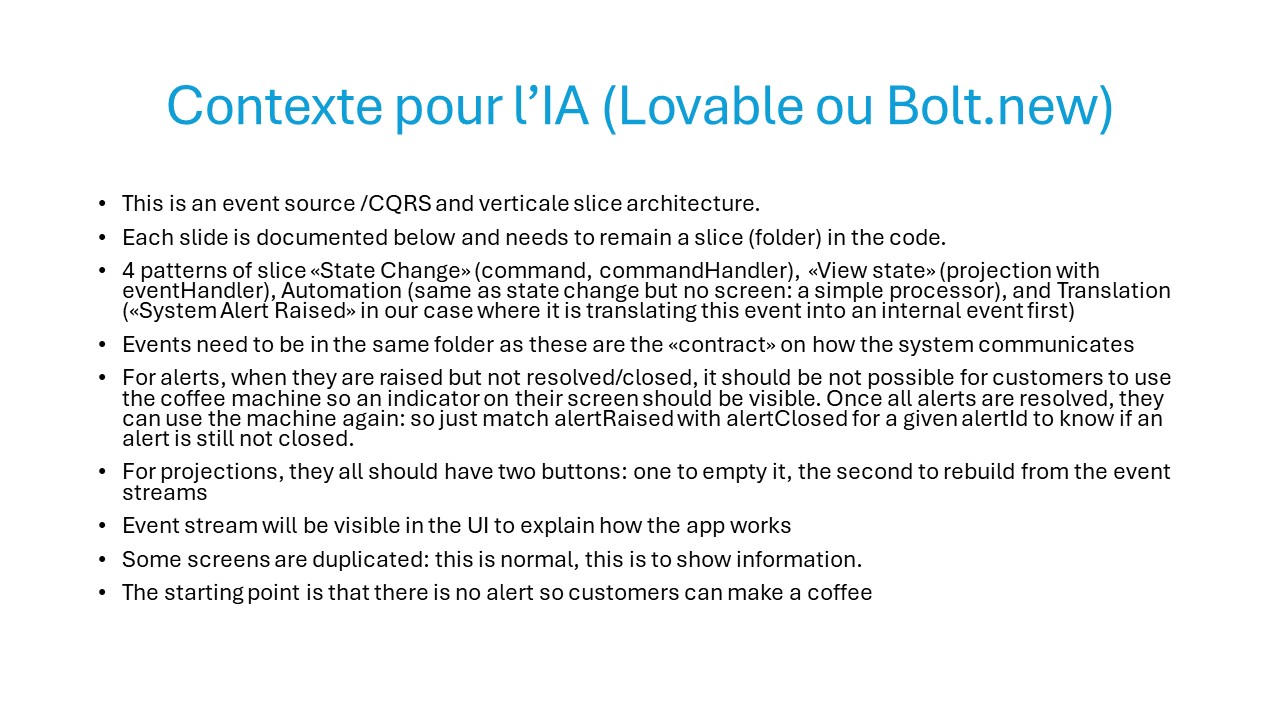 Contexte pour l’IA (Lovable ou Bolt.new)
• This is an event source /CQRS and verticale slice architecture.
• Each slide is documented below and needs to remain a slice (folder) in the code.
• 4 patterns of slice «State Change» (command, commandHandler), «View state» (projection with
eventHandler), Automation (same as state change but no screen: a simple processor), and Translation
(«System Alert Raised» in our case where it is translating this event into an internal event first)
• Events need to be in the same folder as these are the «contract» on how the system communicates
• For alerts, when they are raised but not resolved/closed, it should be not possible for customers to use
the coffee machine so an indicator on their screen should be visible. Once all alerts are resolved, they
can use the machine again: so just match alertRaised with alertClosed for a given alertId to know if an
alert is still not closed.
• For projections, they all should have two buttons: one to empty it, the second to rebuild from the event
streams
• Event stream will be visible in the UI to explain how the app works
• Some screens are duplicated: this is normal, this is to show information.
• The starting point is that there is no alert so customers can make a coffee